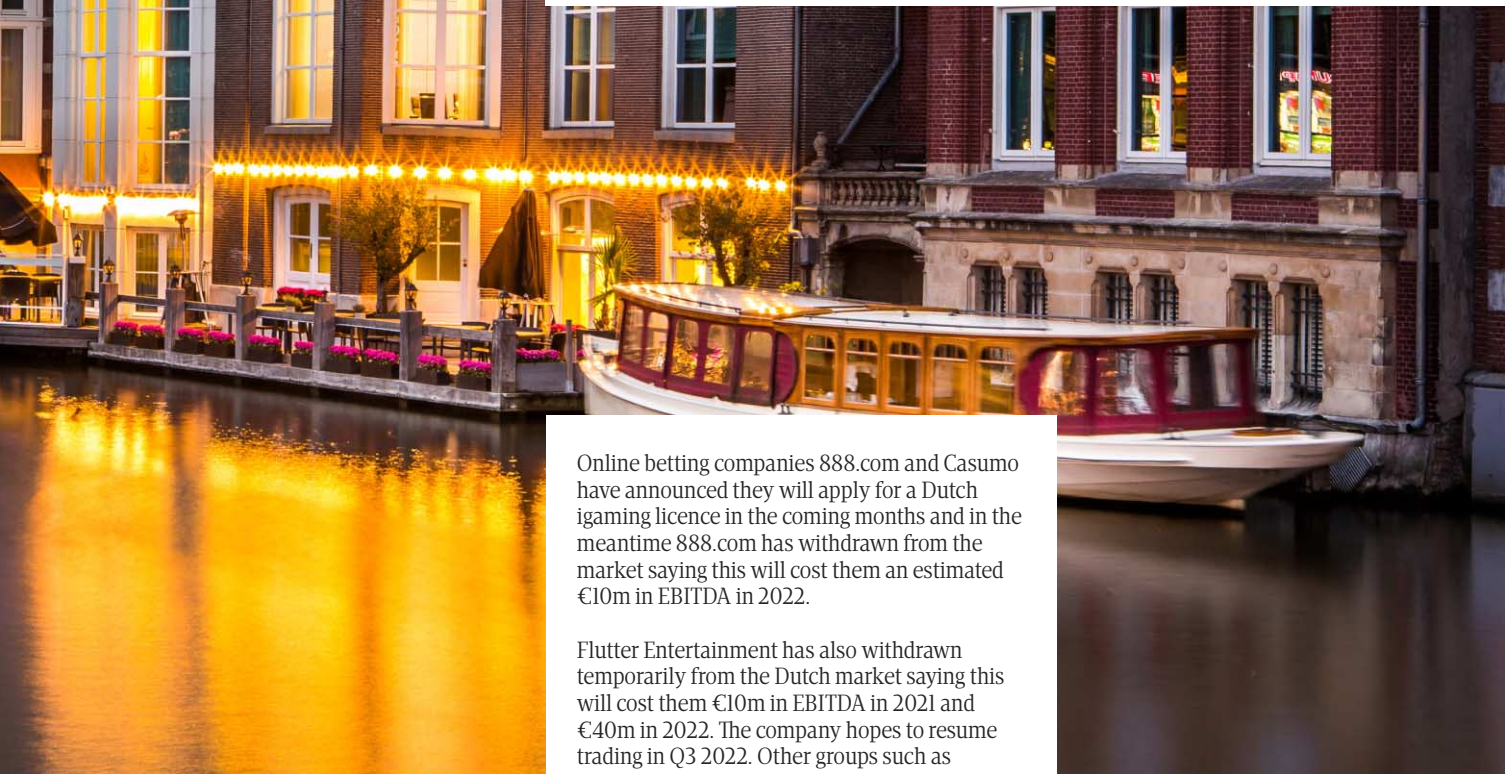 Online betting companies 888.com and Casumo
have announced they will apply for a Dutch
igaming licence in the coming months and in the
meantime 888.com has withdrawn from the
market saying this will cost them an estimated
€10m in EBITDA in 2022.
Flutter Entertainment has also withdrawn
temporarily from the Dutch market saying this
will cost them €10m in EBITDA in 2021 and
€40m in 2022. The company hopes to resume
trading in Q3 2022. Other groups such as